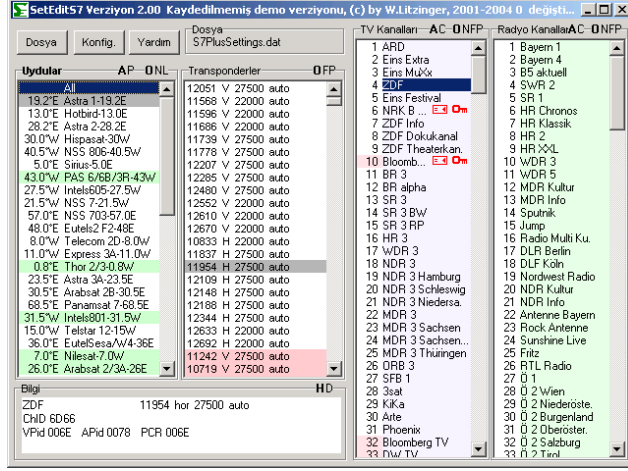 SetEditS7 Verziyon 2.00 Kaydedilmemiş demo verziyonu, (c) by W.Litzinger, 2001-2004 0 değişti...
Dosya
Konfig.
Yardım
Dosya
S7PlusSettings.dat
Uydular
AP 0NL
All
19.2°E Astra 1-19.2E
13.0°E Hotbird-13.0E
28.2°E Astra 2-28.2E
30.0°W Hispasat-30W
40.5°W NSS 806-40.5W
5.0°E Sirius-5.0E
43.0°W PAS 6/6B/3R-43W
27.5°W Intels605-27.5W
21.5°W NSS 7-21.5W
57.0°E NSS 703-57.0E
48.0°E Eutels2 F2-48E
8.0°W Telecom 2D-8.0W
11.0°W Express 3A-11.0W
0.8°E Thor 2/3-0.8W
23.5°E Astra 3A-23.5E
30.5°E Arabsat 2B-30.5E
68.5°E Panamsat 7-68.5E
31.5°W Intels801-31.5W
15.0°W Telstar 12-15W
36.0°E EutelSesa/W4-36E
7.0°E Nilesat-7.0W
26.0°E Arabsat 2/3A-26E
Transponderler
0FP
12051 V 27500 auto
11568 V 22000 auto
11596 V 22000 auto
11686 V 22000 auto
11739 V 27500 auto
11778 V 27500 auto
12207 V 27500 auto
12285 V 27500 auto
12480 V 27500 auto
12552 V 22000 auto
12610 V 22000 auto
12670 V 22000 auto
10833 H 22000 auto
11837 H 27500 auto
11954 H 27500 auto
12109 H 27500 auto
12148 H 27500 auto
12188 H 27500 auto
12344 H 27500 auto
12633 H 22000 auto
12692 H 22000 auto
11242 V 27500 auto
10719 V 27500 auto
Bilgi
HD
ZDF 11954 hor 27500 auto
ChID 6D66
VPid 006E APid 0078 PCR 006E
TV Kanalları AC 0NFP
1 ARD
2 Eins Extra
3 Eins MuXx
4 ZDF
5 Eins Festival
6 NRK B...
7 ZDF Info
8 ZDF Dokukanal
9 ZDF Theaterkan.
10 Bloomb...
11 BR 3
12 BR alpha
13 SR 3
14 SR 3 BW
15 SR 3 RP
16 HR 3
17 WDR 3
18 NDR 3
19 NDR 3 Hamburg
20 NDR 3 Schleswig
21 NDR 3 Niedersa.
22 MDR 3
23 MDR 3 Sachsen
24 MDR 3 Sachsen...
25 MDR 3 Thüringen
26 ORB 3
27 SFB 1
28 3sat
29 KiKa
30 Arte
31 Phoenix
32 Bloomberg TV
33 DW TV
Radyo Kanallar AC 0NFP
1 Bayern 1
2 Bayern 4
3 B5 aktuell
4 SWR 2
5 SR 1
6 HR Chronos
7 HR Klassik
8 HR 2
9 HR XXL
10 WDR 3
11 WDR 5
12 MDR Kultur
13 MDR Info
14 Sputnik
15 Jump
16 Radio Multi Ku.
17 DLR Berlin
18 DLF Köln
19 Nordwest Radio
20 NDR Kultur
21 NDR Info
22 Antenne Bayern
23 Rock Antenne
24 Sunshine Live
25 Fritz
26 RTL Radio
27 Ö 1
28 Ö 2 Wien
29 Ö 2 Niederöste.
30 Ö 2 Burgenland
31 Ö 2 Oberöster.
32 Ö 2 Salzburg
33 Ö 2 Tirol